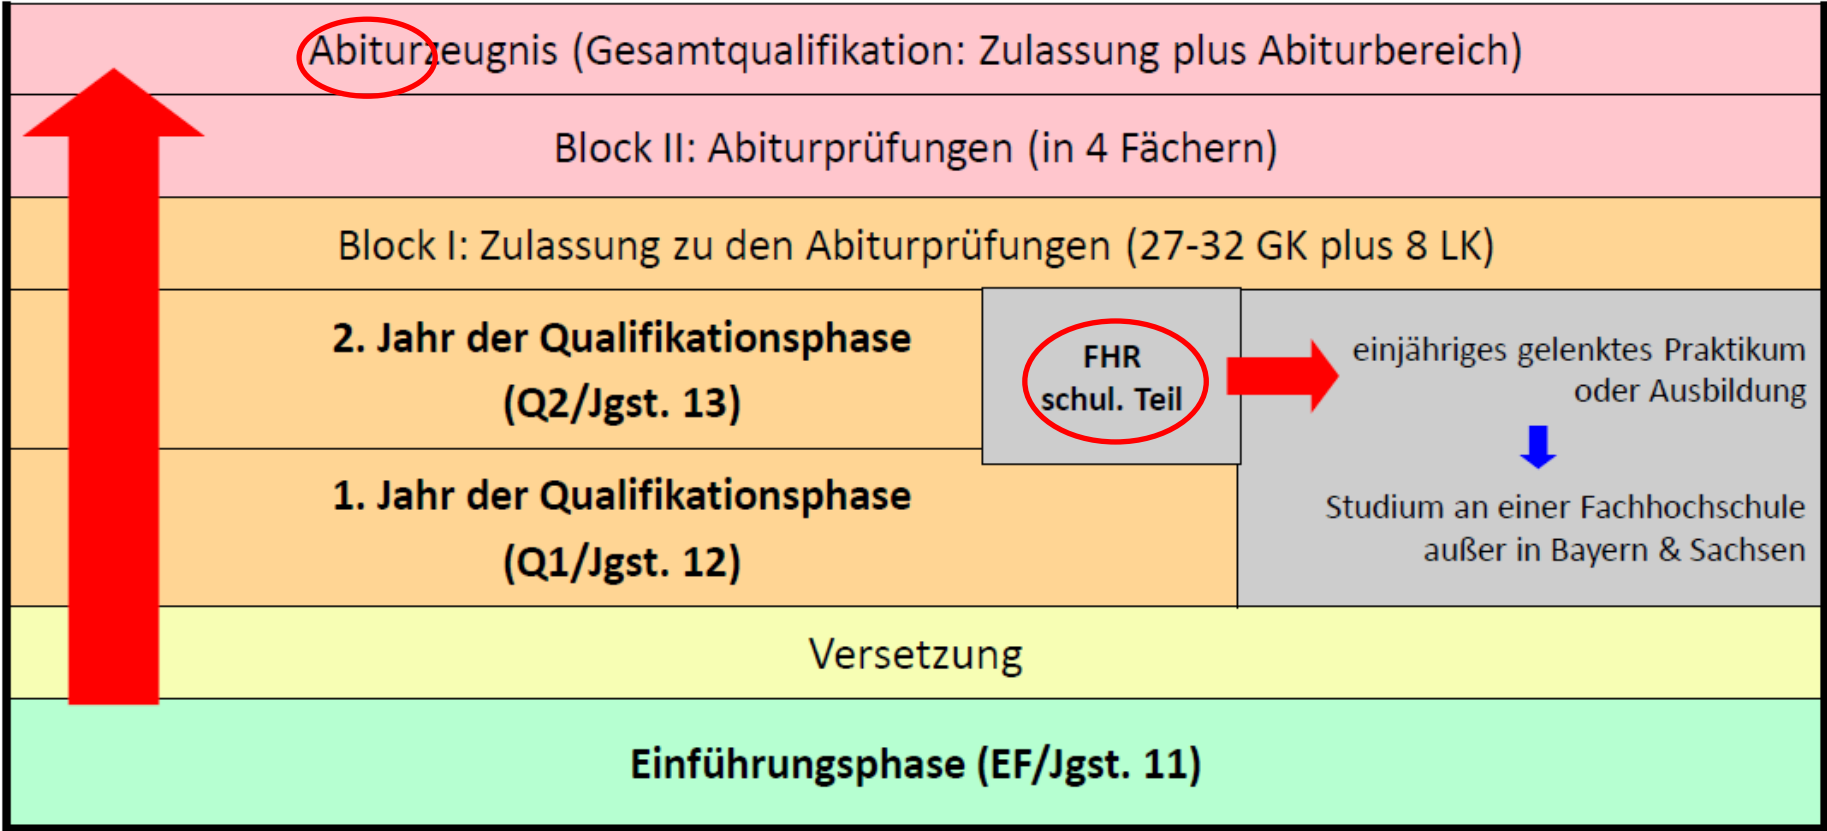 Abiturzeugnis (Gesamtqualifikation: Zulassung plus Abiturbereich)
Block II: Abiturprüfungen (in 4 Fächern)
Block I: Zulassung zu den Abiturprüfungen (27-32 GK plus 8 LK)
2. Jahr der Qualifikationsphase
(Q2/Jgst. 13)
FHR
schul. Teil
einjähriges gelenktes Praktikum
oder Ausbildung
1. Jahr der Qualifikationsphase
(Q1/Jgst. 12)
Studium an einer Fachhochschule
außer in Bayern & Sachsen
Versetzung
Einführungsphase (EF/Jgst. 11)